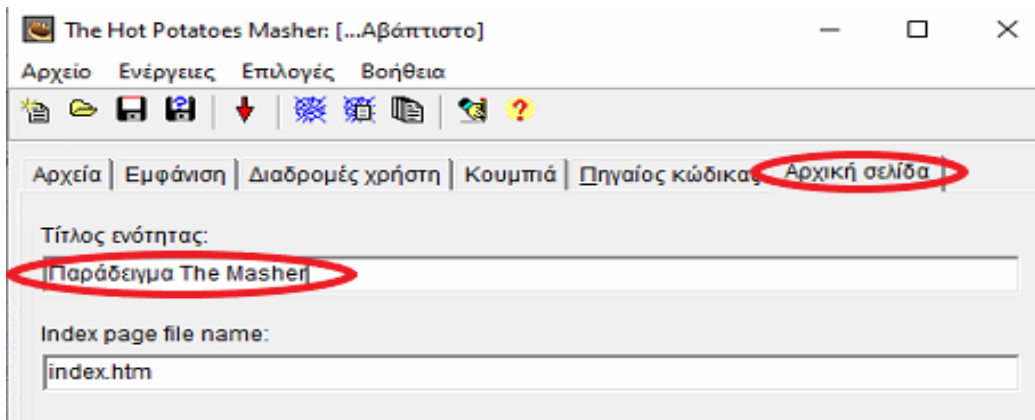 The Hot Potatoes Masher: [...Αβάπτιστο]
Αρχείο Ενέργειες Επιλογές Βοήθεια
Αρχεία Εμφάνιση Διαδρομές χρήστη Κουμπιά Πηγαίος κώδικας Αρχική σελίδα
Τίτλος ενότητας:
Παράδειγμα The Masher
Index page file name:
index.htm